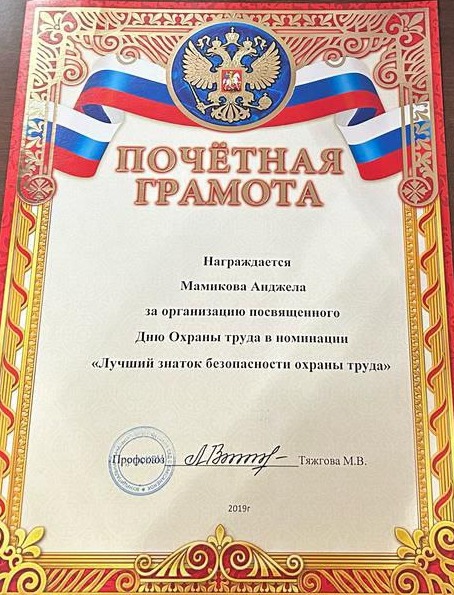 ПОЧЁТНАЯ
ГРАМОТА
Награждается
Мамикова Анджела
за организацию посвященного
Дню Охраны труда в номинации
«Лучший знаток безопасности охраны труда»
Профсоюз Тяжгова М.В.
2019г